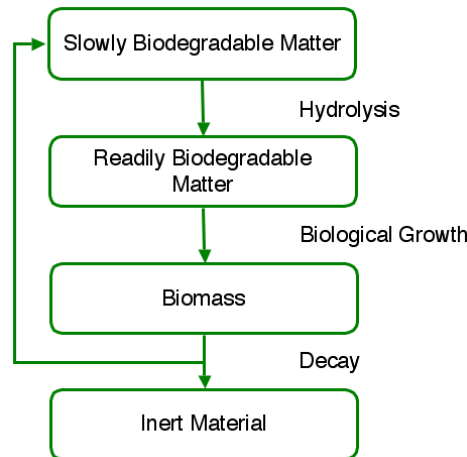 Slowly Biodegradable Matter
Hydrolysis
Readily Biodegradable
Matter
Biological Growth
Biomass
Decay
Inert Material